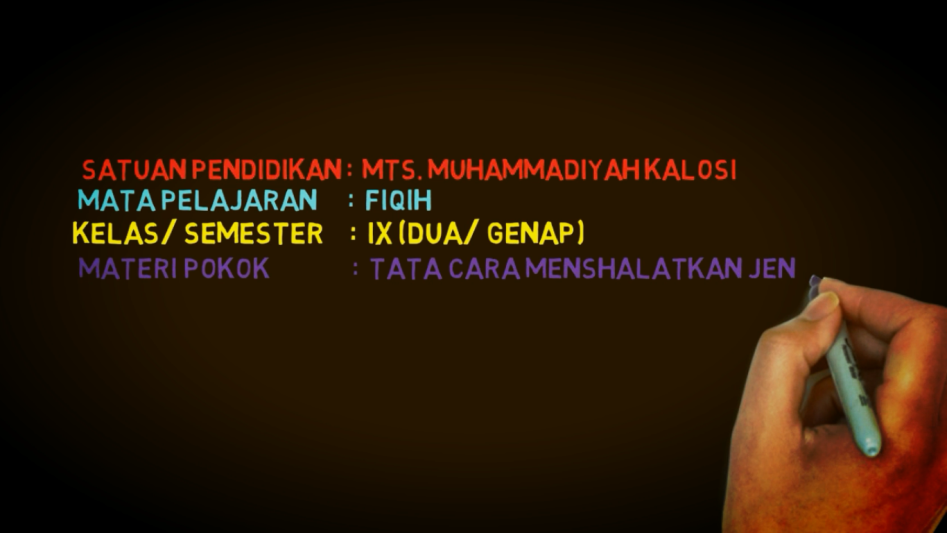 SATUAN PENDIDIKAN : MTS. MUHAMMADIYAH KALOSI
MATA PELAJARAN : FIQIH
KELAS/ SEMESTER : IX (DUA/ GENAP)
MATERI POKOK : TATA CARA MENSHALATKAN JEN